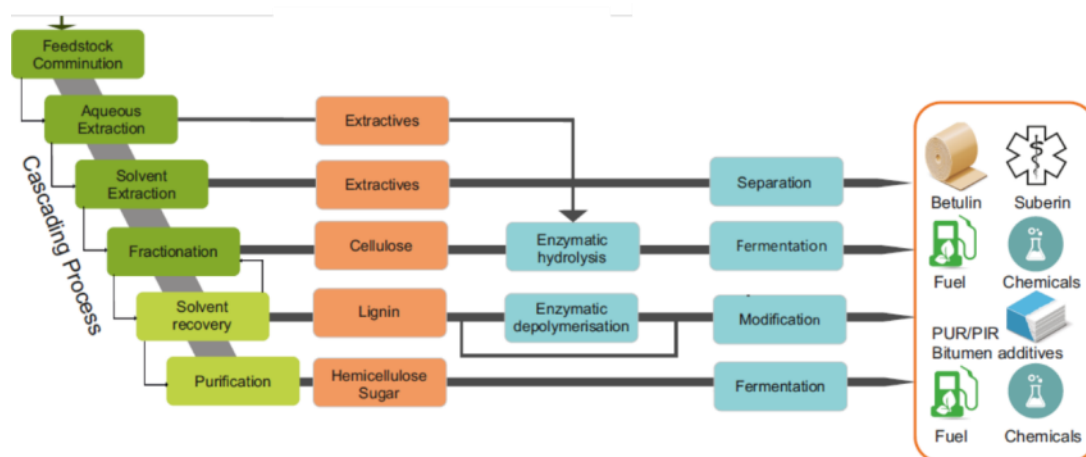 Feedstock
Comminution
Aqueous
Extraction
Extractives
Solvent
Extraction
Extractives
Separation
Betulin
Suberin
Cascading Process
Fractionation
Cellulose
Enzymatic
hydrolysis
Fermentation
Fuel
Chemicals
Solvent
recovery
Lignin
Enzymatic
depolymerisation
Modification
PUR/PIR
Bitumen additives
Purification
Hemicellulose
Sugar
Fermentation
Fuel
Chemicals